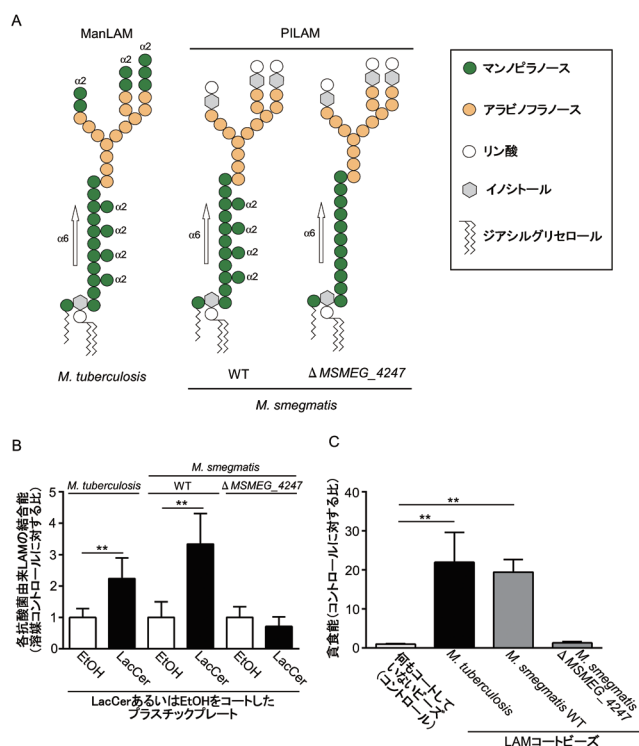 A
ManLAM
PILAM
α2
α2
α2
α2
α2
α2
α2
α6
α2
α2
α2
α2
α6
α6
M. tuberculosis
WT
Δ MSMEG_4247
M. smegmatis
マンノピラノース
アラビノフラノース
リン酸
イノシトール
ジアシルグリセロール
B
M. smegmatis
M. tuberculosis
WT
Δ MSMEG_4247
各抗酸菌由来LAMの結合能
(溶媒コントロールに対する比)
5
4
3
2
1
0
**
**
EtOH
LacCer
EtOH
LacCer
EtOH
LacCer
LacCerあるいはEtOHをコートした
プラスチックプレート
C
貪食能(コントロールに対する比)
40
30
20
10
0
**
**
何もコートして
いないビーズ
(コントロール)
M. tuberculosis
M. smegmatis WT
M. smegmatis
Δ MSMEG_4247
LAMコートビーズ